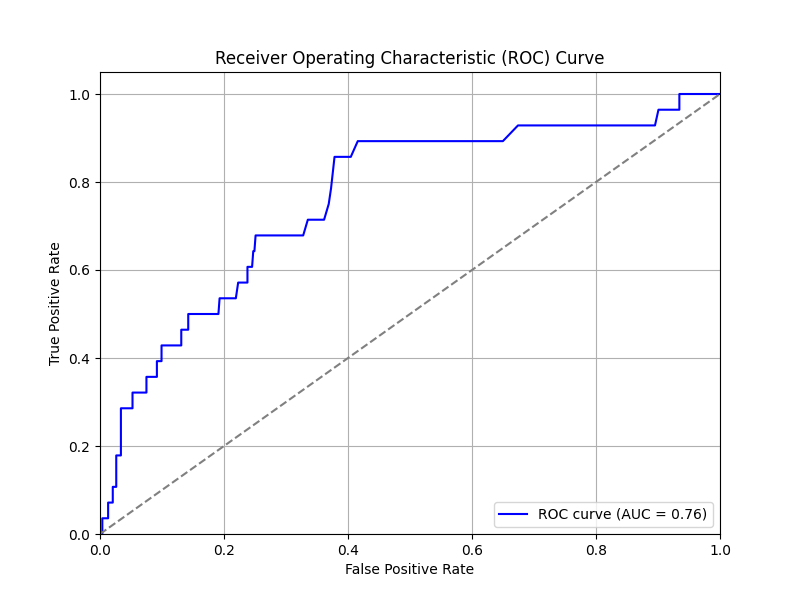 Receiver Operating Characteristic (ROC) Curve
1.0
0.8
0.6
0.4
0.2
0.0
True Positive Rate
0.0 0.2 0.4 0.6 0.8 1.0
False Positive Rate
ROC curve (AUC = 0.76)